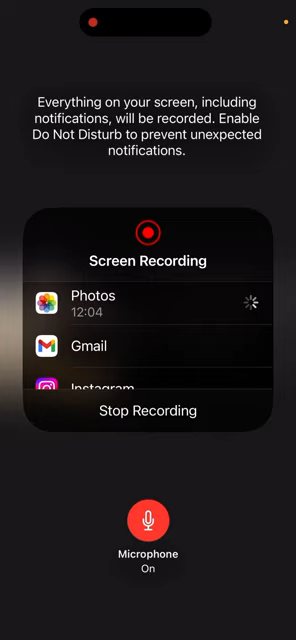 Everything on your screen, including
notifications, will be recorded. Enable
Do Not Disturb to prevent unexpected
notifications.
Screen Recording
Photos
12:04
Gmail
Instagram
Stop Recording
Microphone
On